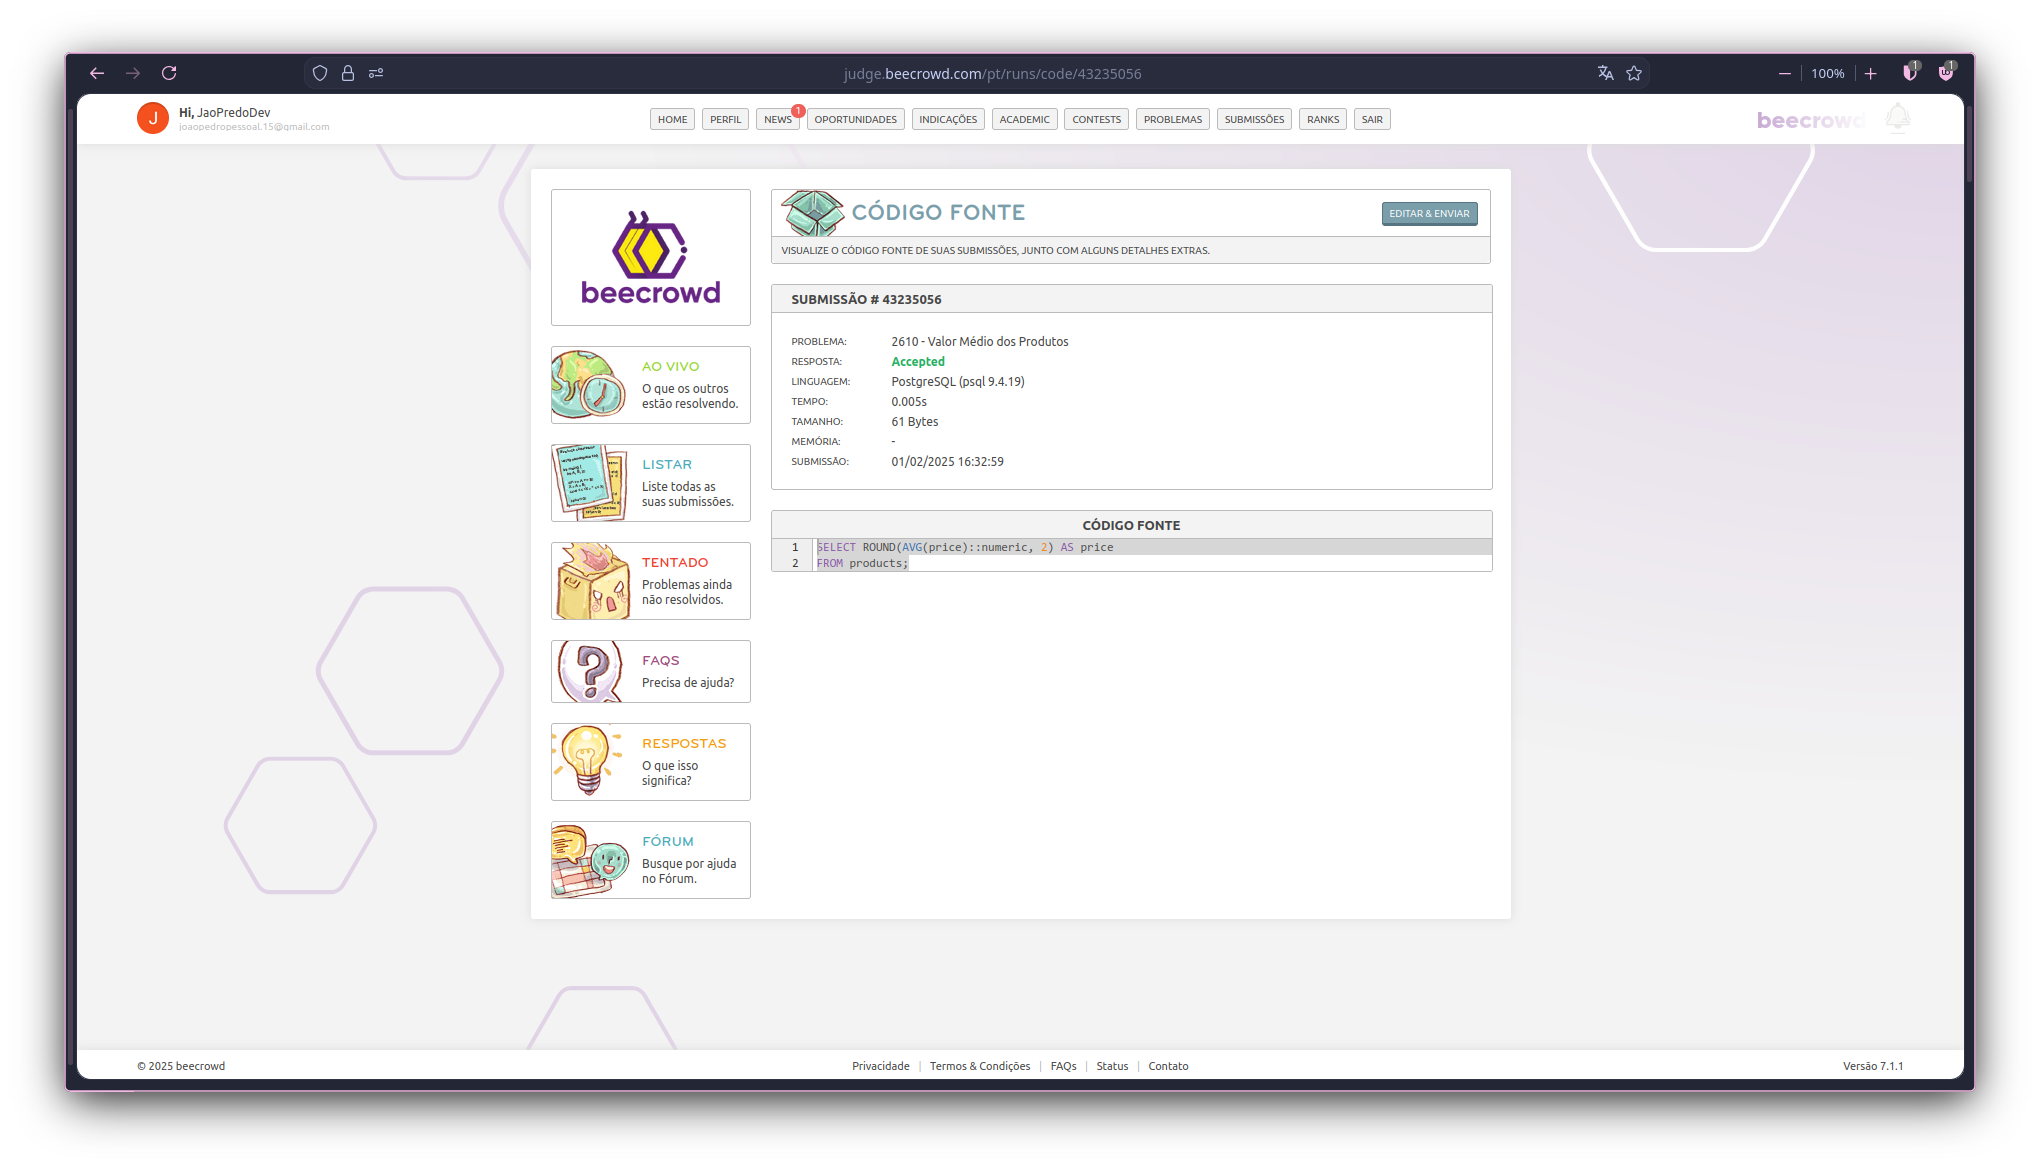 judge.beecrowd.com/pt/runs/code/43235056
100%
1
1
J
Hi, JaoPredoDev
joaopedropessoal.15@gmail.com
HOME
PERFIL
NEWS
1
OPORTUNIDADES
INDICAÇÕES
ACADEMIC
CONTESTS
PROBLEMAS
SUBMISSÕES
RANKS
SAIR
beecrowd
beecrowd
AO VIVO
O que os outros
estão resolvendo.
LISTAR
Liste todas as
suas submissões.
TENTADO
Problemas ainda
não resolvidos.
FAQS
Precisa de ajuda?
RESPOSTAS
O que isso
significa?
FÓRUM
Busque por ajuda
no Fórum.
CÓDIGO FONTE
EDITAR & ENVIAR
VISUALIZE O CÓDIGO FONTE DE SUAS SUBMISSÕES, JUNTO COM ALGUNS DETALHES EXTRAS.
SUBMISSÃO # 43235056
PROBLEMA: 2610 - Valor Médio dos Produtos
RESPOSTA: Accepted
LINGUAGEM: PostgreSQL (psql 9.4.19)
TEMPO: 0.005s
TAMANHO: 61 Bytes
MEMÓRIA: -
SUBMISSÃO: 01/02/2025 16:32:59
CÓDIGO FONTE
1 SELECT ROUND(AVG(price)::numeric, 2) AS price
2 FROM products;
© 2025 beecrowd
Privacidade | Termos & Condições | FAQs | Status | Contato
Versão 7.1.1